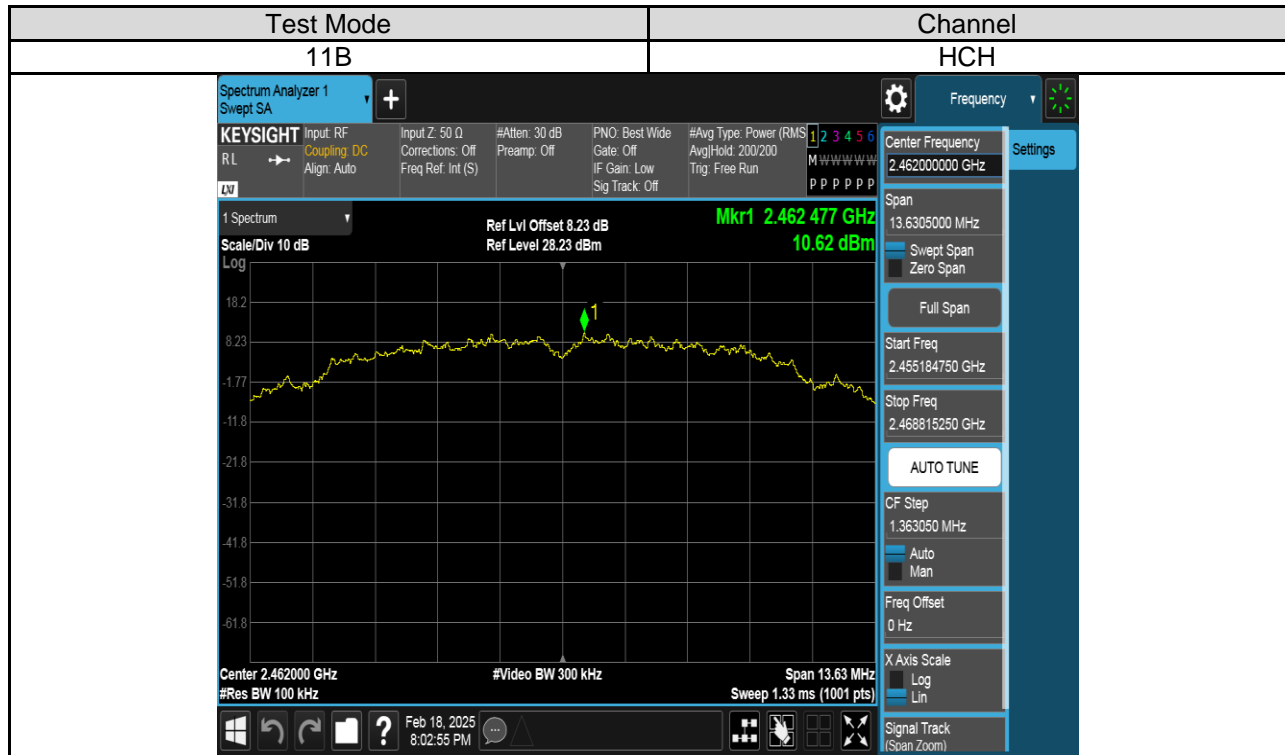 Test Mode Channel
11B HCH
Spectrum Analyzer 1
Swept SA
+
Frequency
KEYSIGHT Input: RF Input Z: 50 Ω #Atten: 30 dB PNO: Best Wide #Avg Type: Power (RMS 1 2 3 4 5 6
RL Coupling: DC Corrections: Off Preamp: Off Gate: Off Avg|Hold: 200/200 M W W W W W
Align: Auto Freq Ref: Int (S) IF Gain: Low Trig: Free Run
LXI Sig Track: Off P P P P P P
1 Spectrum Ref Lvl Offset 8.23 dB Mkr1 2.462 477 GHz
Scale/Div 10 dB Ref Level 28.23 dBm 10.62 dBm
Log
1
18.2
8.23
-1.77
-11.8
-21.8
-31.8
-41.8
-51.8
-61.8
Center 2.462000 GHz #Video BW 300 kHz Span 13.63 MHz
#Res BW 100 kHz Sweep 1.33 ms (1001 pts)
Feb 18, 2025
8:02:55 PM
?
Center Frequency
2.462000000 GHz
Settings
Span
13.6305000 MHz
Swept Span
Zero Span
Full Span
Start Freq
2.455184750 GHz
Stop Freq
2.468815250 GHz
AUTO TUNE
CF Step
1.363050 MHz
Auto
Man
Freq Offset
0 Hz
X Axis Scale
Log
Lin
Signal Track
(Span Zoom)